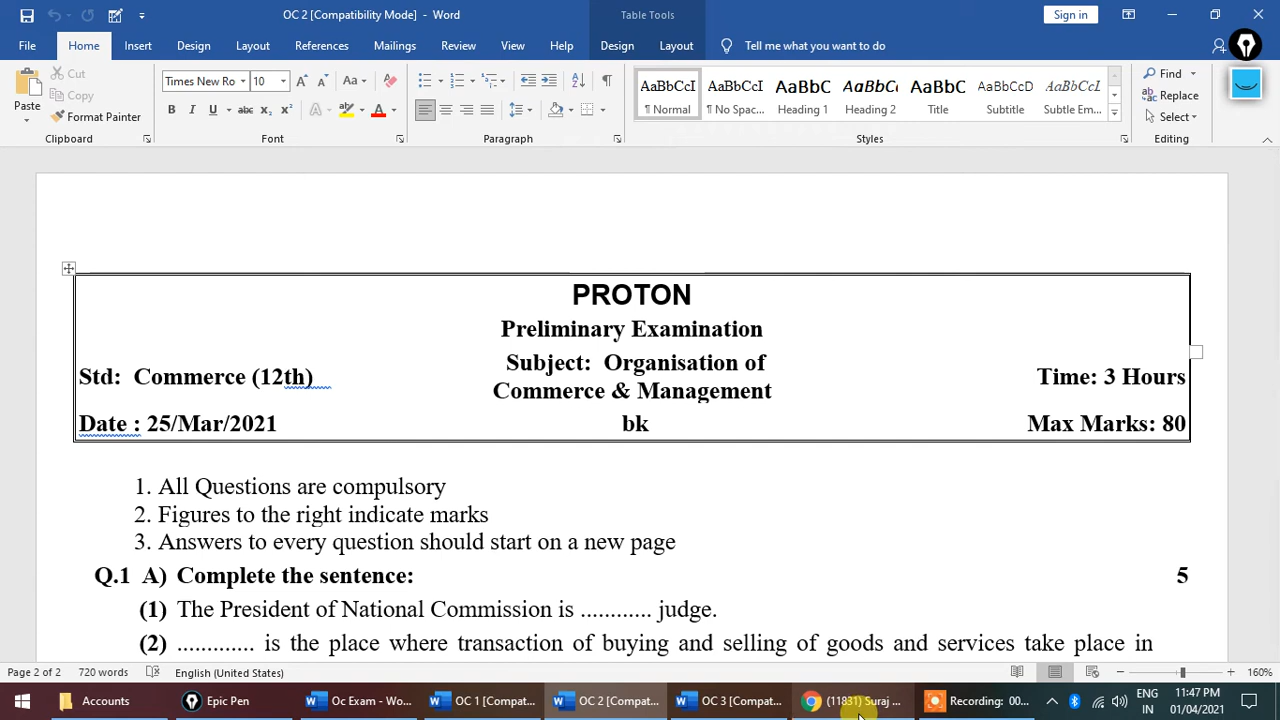 OC 2 [Compatibility Mode] - Word
Table Tools
Sign in
File Home Insert Design Layout References Mailings Review View Help Design Layout Tell me what you want to do
Paste
Cut
Copy
Format Painter
Clipboard
Times New Ro 10
Font
Paragraph
AaBbCcI AaBbCcI AaBbC AaBbCc AaBbC AaBbCcD AaBbCcI
¶ Normal ¶ No Spac... Heading 1 Heading 2 Title Subtitle Subtle Em...
Styles
Find
Replace
Select
Editing
PROTON
Preliminary Examination
Std: Commerce (12th) Subject: Organisation of Commerce & Management Time: 3 Hours
Date : 25/Mar/2021 bk Max Marks: 80
1. All Questions are compulsory
2. Figures to the right indicate marks
3. Answers to every question should start on a new page
Q.1 A) Complete the sentence: 5
(1) The President of National Commission is ............ judge.
(2) ............. is the place where transaction of buying and selling of goods and services take place in
Page 2 of 2 720 words English (United States) 160%
Accounts Epic Pen Oc Exam - Wo... OC 1 [Compat... OC 2 [Compat... OC 3 [Compat... (11831) Suraj ... Recording: 00...
ENG
IN
11:47 PM
01/04/2021